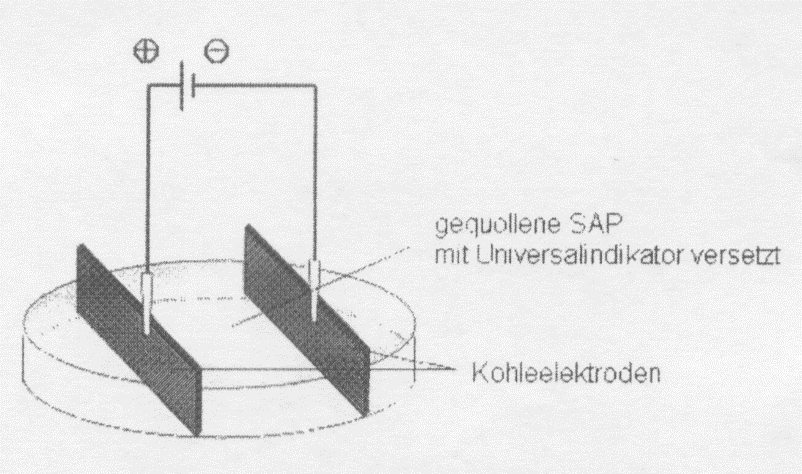 ⊕ ⊖
gequollene SAP
mit Universalindikator versetzt
Kohleelektroden